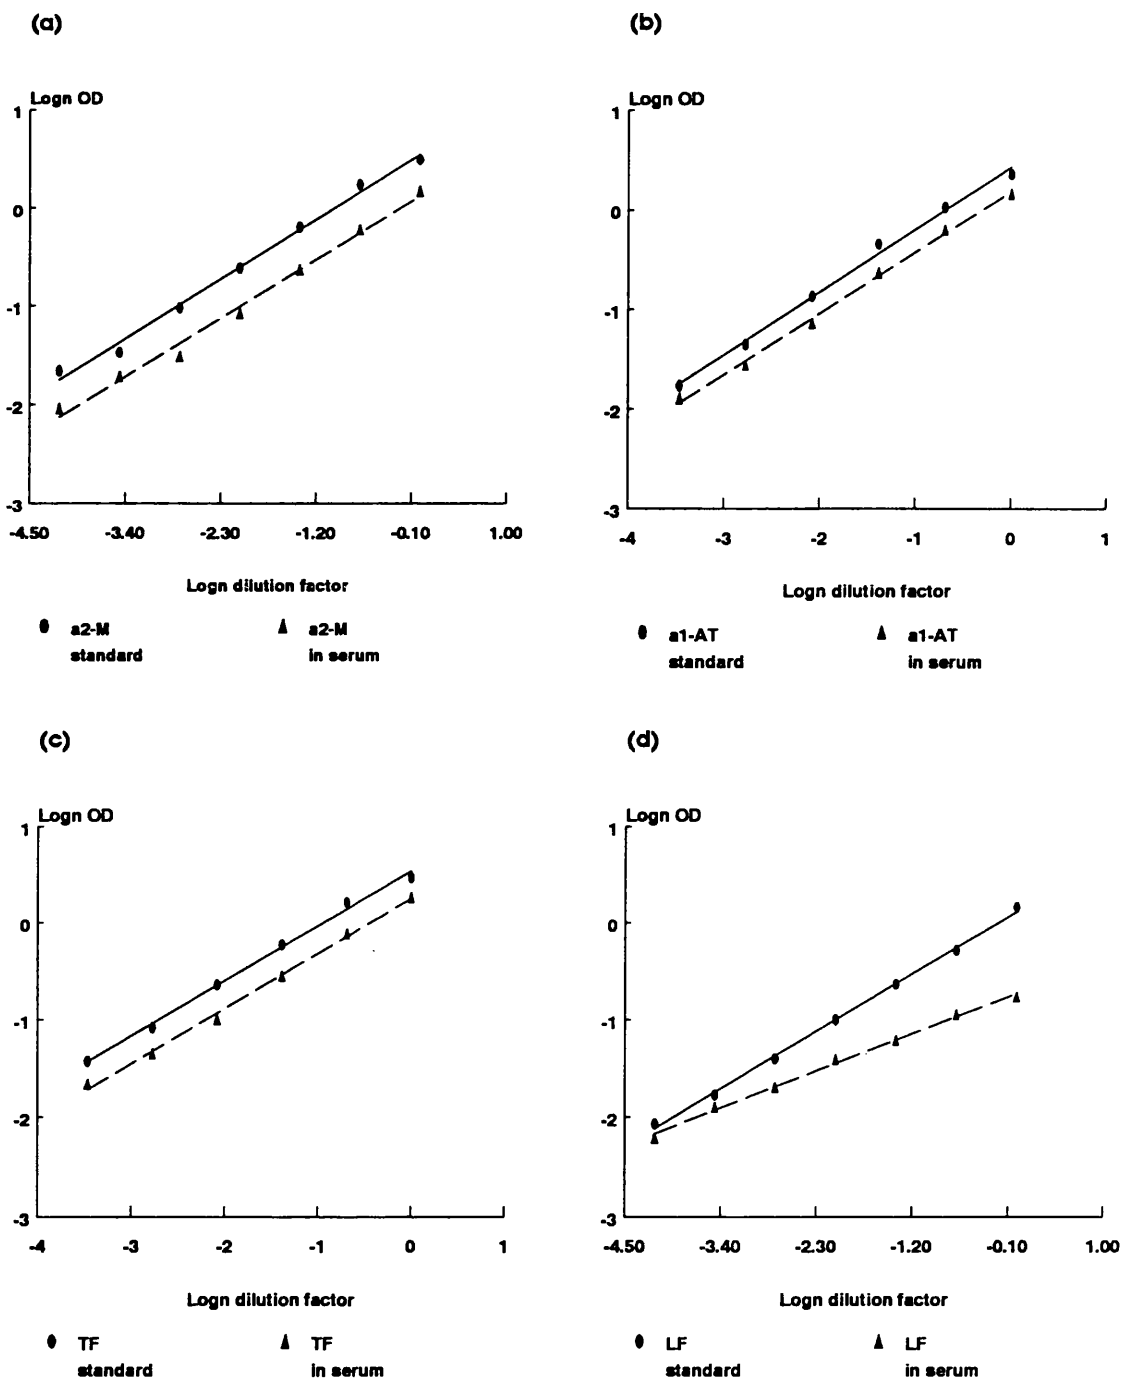 (a)
Logn OD
1
0
-1
-2
-3
-4.50 -3.40 -2.30 -1.20 -0.10 1.00
Logn dilution factor
a2-M a2-M
standard in serum
(b)
Logn OD
1
0
-1
-2
-3
-4 -3 -2 -1 0 1
Logn dilution factor
a1-AT a1-AT
standard in serum
(c)
Logn OD
1
0
-1
-2
-3
-4 -3 -2 -1 0 1
Logn dilution factor
TF TF
standard in serum
(d)
Logn OD
1
0
-1
-2
-3
-4.50 -3.40 -2.30 -1.20 -0.10 1.00
Logn dilution factor
LF LF
standard in serum